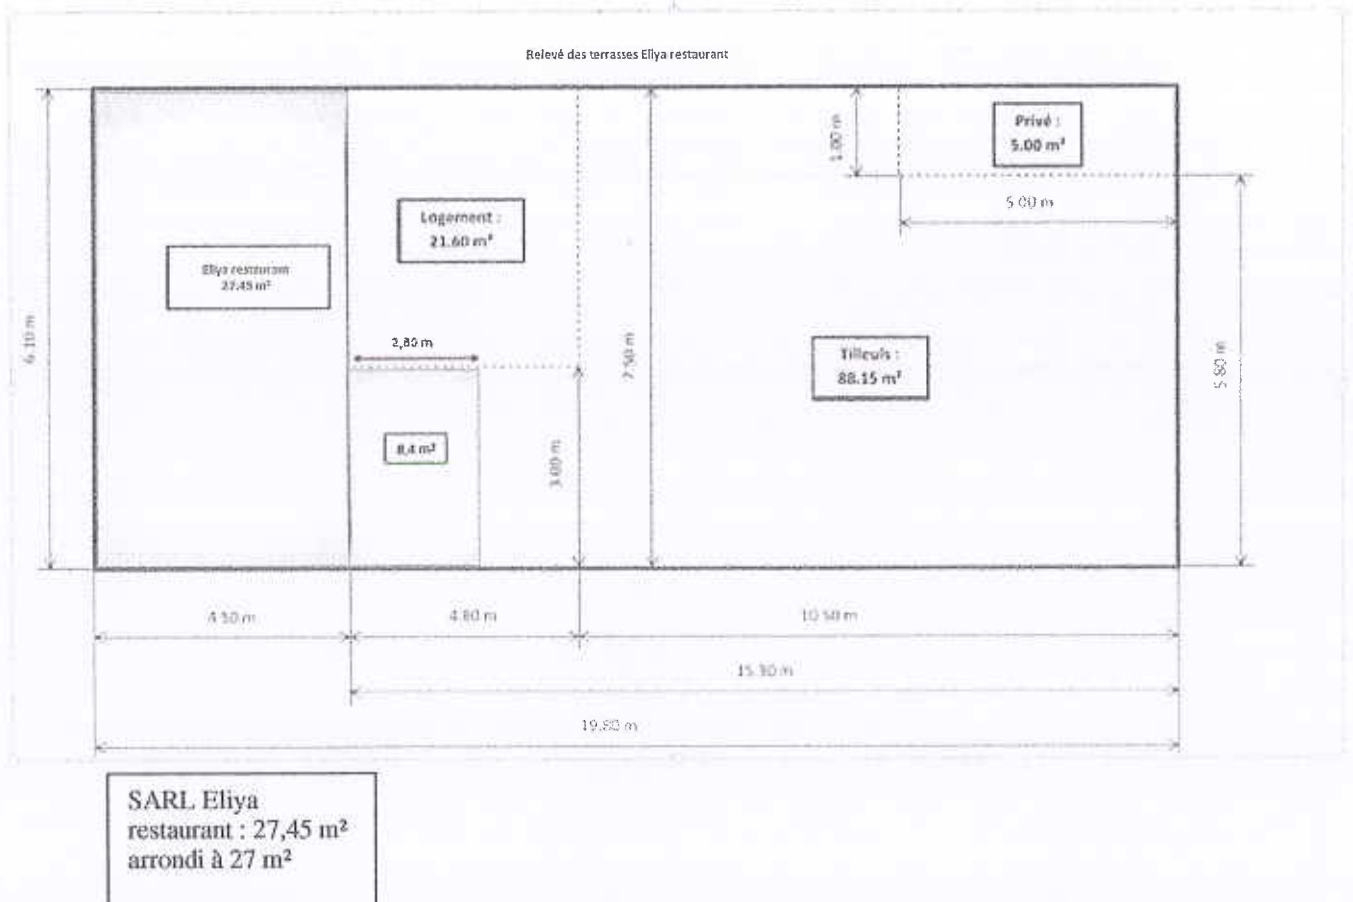 Relevé des terrasses Eliya restaurant
Privé :
5.00 m²
1.00 m
5.00 m
Logement :
21.60 m²
Eliya restaurant
27.45 m²
6.10 m
2,80 m
7.50 m
Tilleuls :
88.15 m²
5.80 m
8,4 m²
3.00 m
4.50 m
4.80 m
10.50 m
15.30 m
19.80 m
SARL Eliya
restaurant : 27,45 m²
arrondi à 27 m²